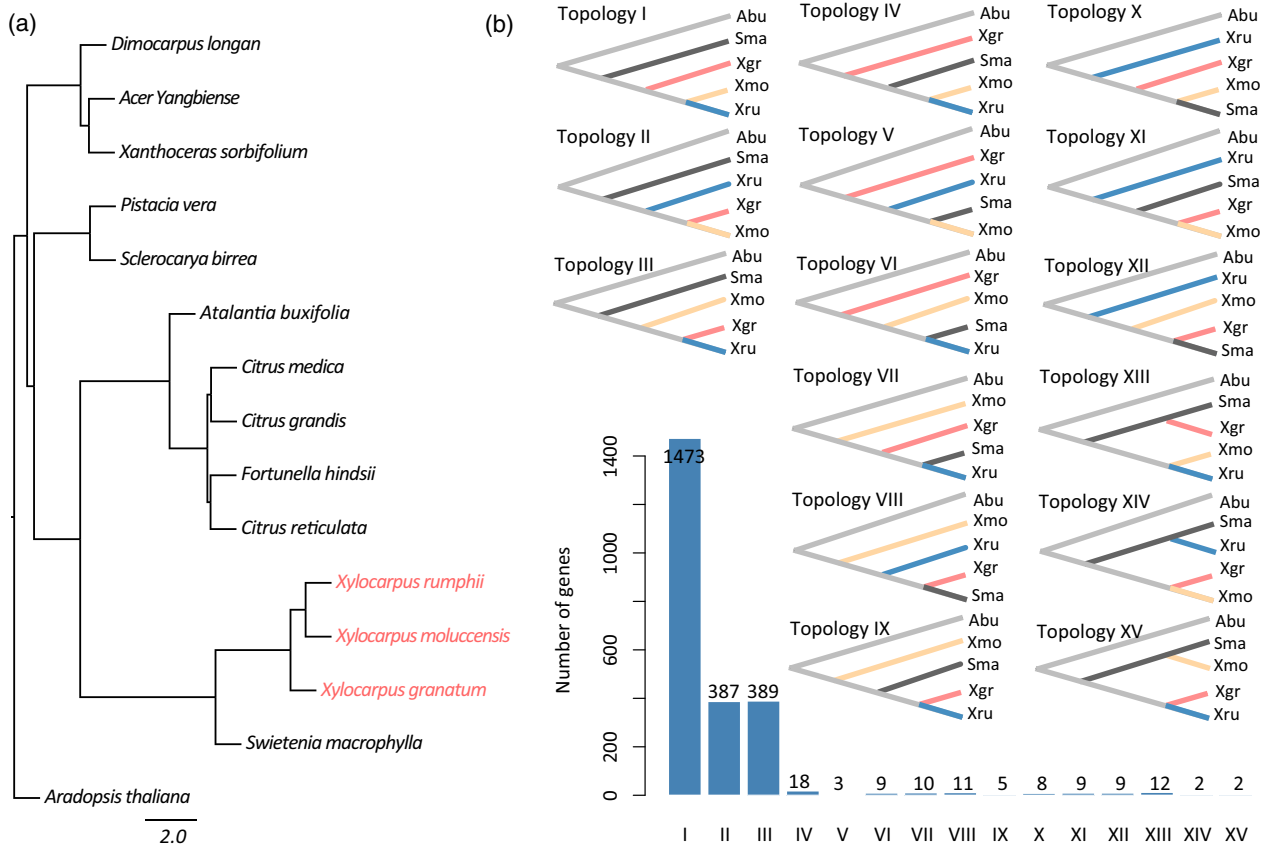 (a)
Dimocarpus longan
Acer Yangbiense
Xanthoceras sorbifolium
Pistacia vera
Sclerocarya birrea
Atalantia buxifolia
Citrus medica
Citrus grandis
Fortunella hindsii
Citrus reticulata
Xylocarpus rumphii
Xylocarpus moluccensis
Xylocarpus granatum
Swietenia macrophylla
Aradopsis thaliana
2.0
(b)
Topology I
Abu
Sma
Xgr
Xmo
Xru
Topology II
Abu
Sma
Xru
Xgr
Xmo
Topology III
Abu
Sma
Xmo
Xgr
Xru
Topology IV
Abu
Xgr
Sma
Xmo
Xru
Topology V
Abu
Xgr
Xru
Sma
Xmo
Topology VI
Abu
Xgr
Xmo
Sma
Xru
Topology VII
Abu
Xmo
Xgr
Sma
Xru
Topology VIII
Abu
Xmo
Xru
Xgr
Sma
Topology IX
Abu
Xmo
Sma
Xgr
Xru
Topology X
Abu
Xru
Xgr
Xmo
Sma
Topology XI
Abu
Xru
Sma
Xgr
Xmo
Topology XII
Abu
Xru
Xmo
Xgr
Sma
Topology XIII
Abu
Sma
Xgr
Xmo
Xru
Topology XIV
Abu
Sma
Xru
Xgr
Xmo
Topology XV
Abu
Sma
Xmo
Xgr
Xru
Number of genes
1400
1000
600
200
0
1473 387 389 18 3 9 10 11 5 8 9 9 12 2 2
I II III IV V VI VII VIII IX X XI XII XIII XIV XV